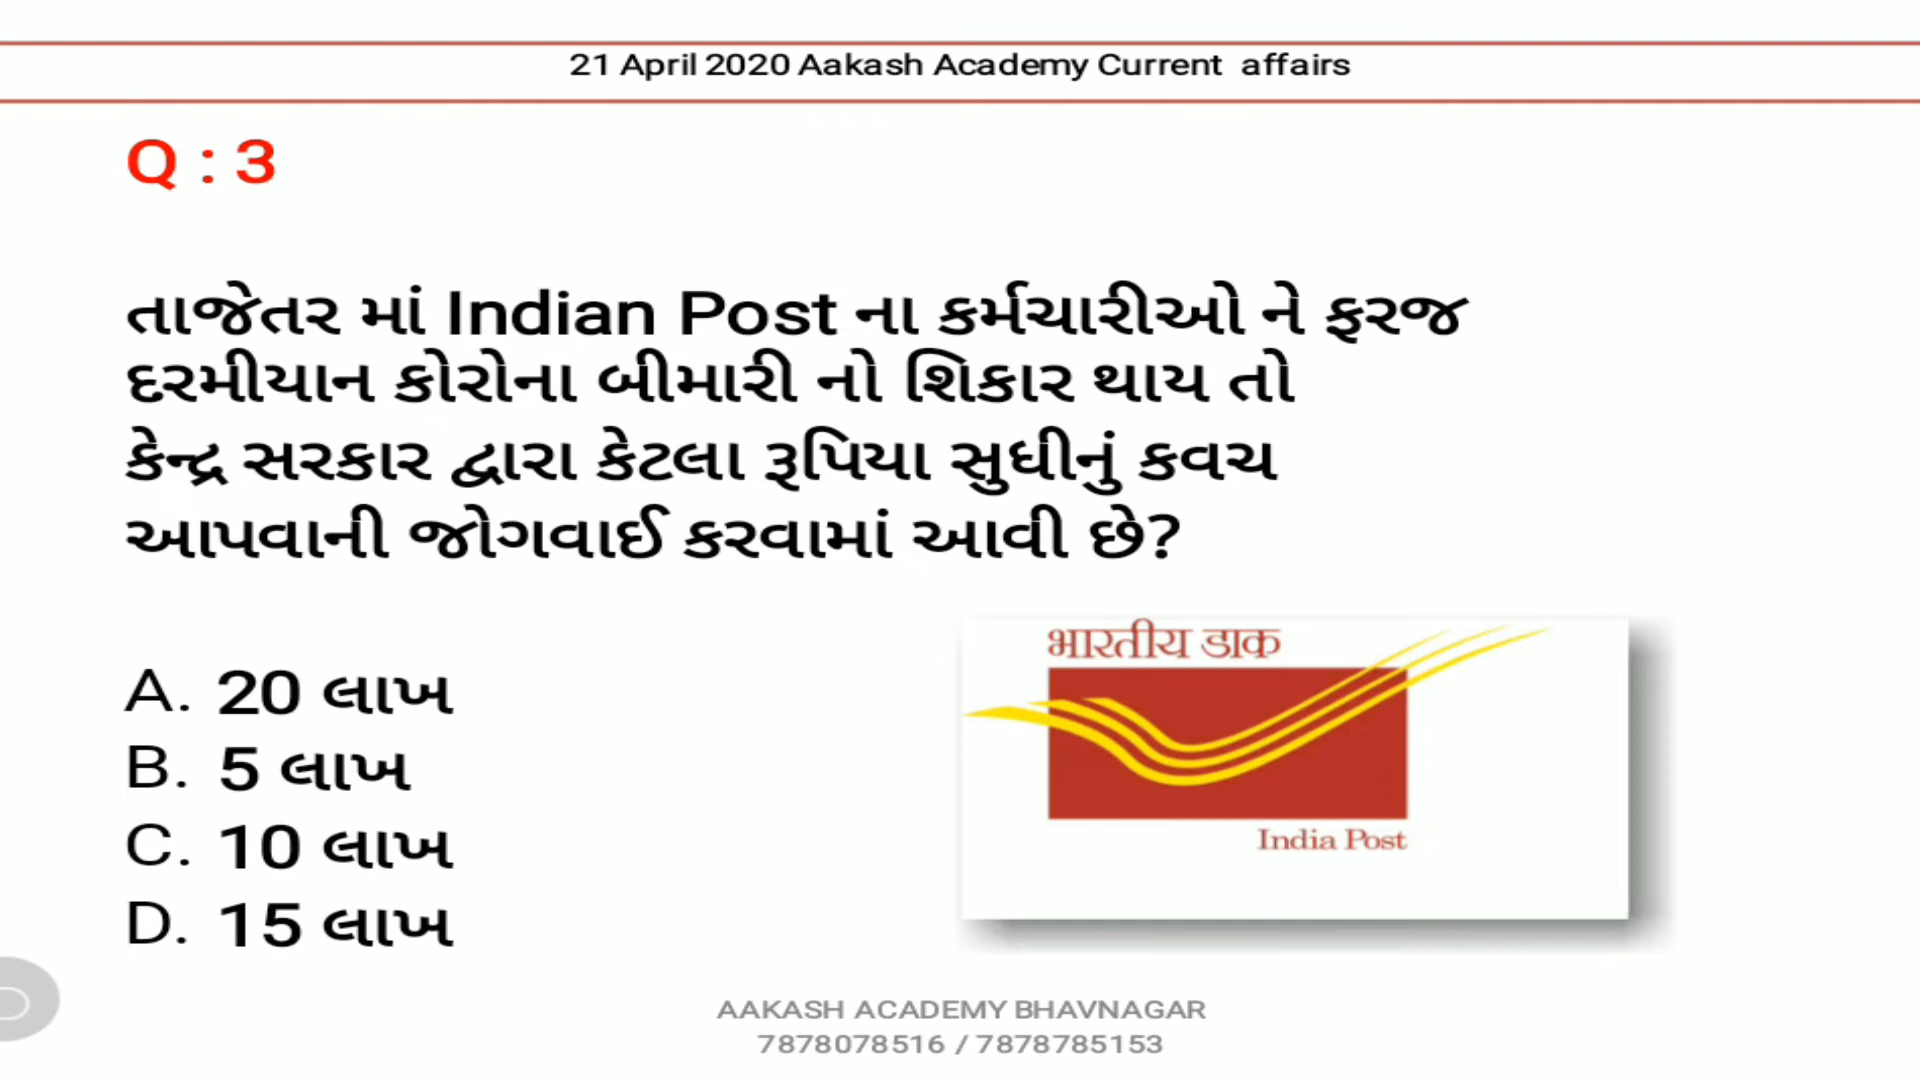 21 April 2020 Aakash Academy Current affairs
Q : 3
તાજેતર માં Indian Post ના કર્મચારીઓ ને ફરજ
દરમીયાન કોરોના બીમારી નો શિકાર થાય તો
કેન્દ્ર સરકાર દ્વારા કેટલા રૂપિયા સુધીનું કવચ
આપવાની જોગવાઈ કરવામાં આવી છે?
A. 20 લાખ
B. 5 લાખ
C. 10 લાખ
D. 15 લાખ
भारतीय डाक
India Post
AAKASH ACADEMY BHAVNAGAR
7878078516 / 7878785153